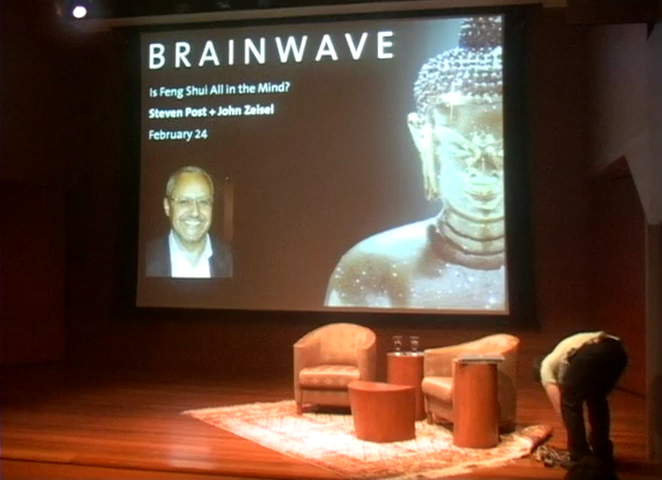 BRAINWAVE
Is Feng Shui All in the Mind?
Steven Post + John Zeisel
February 24